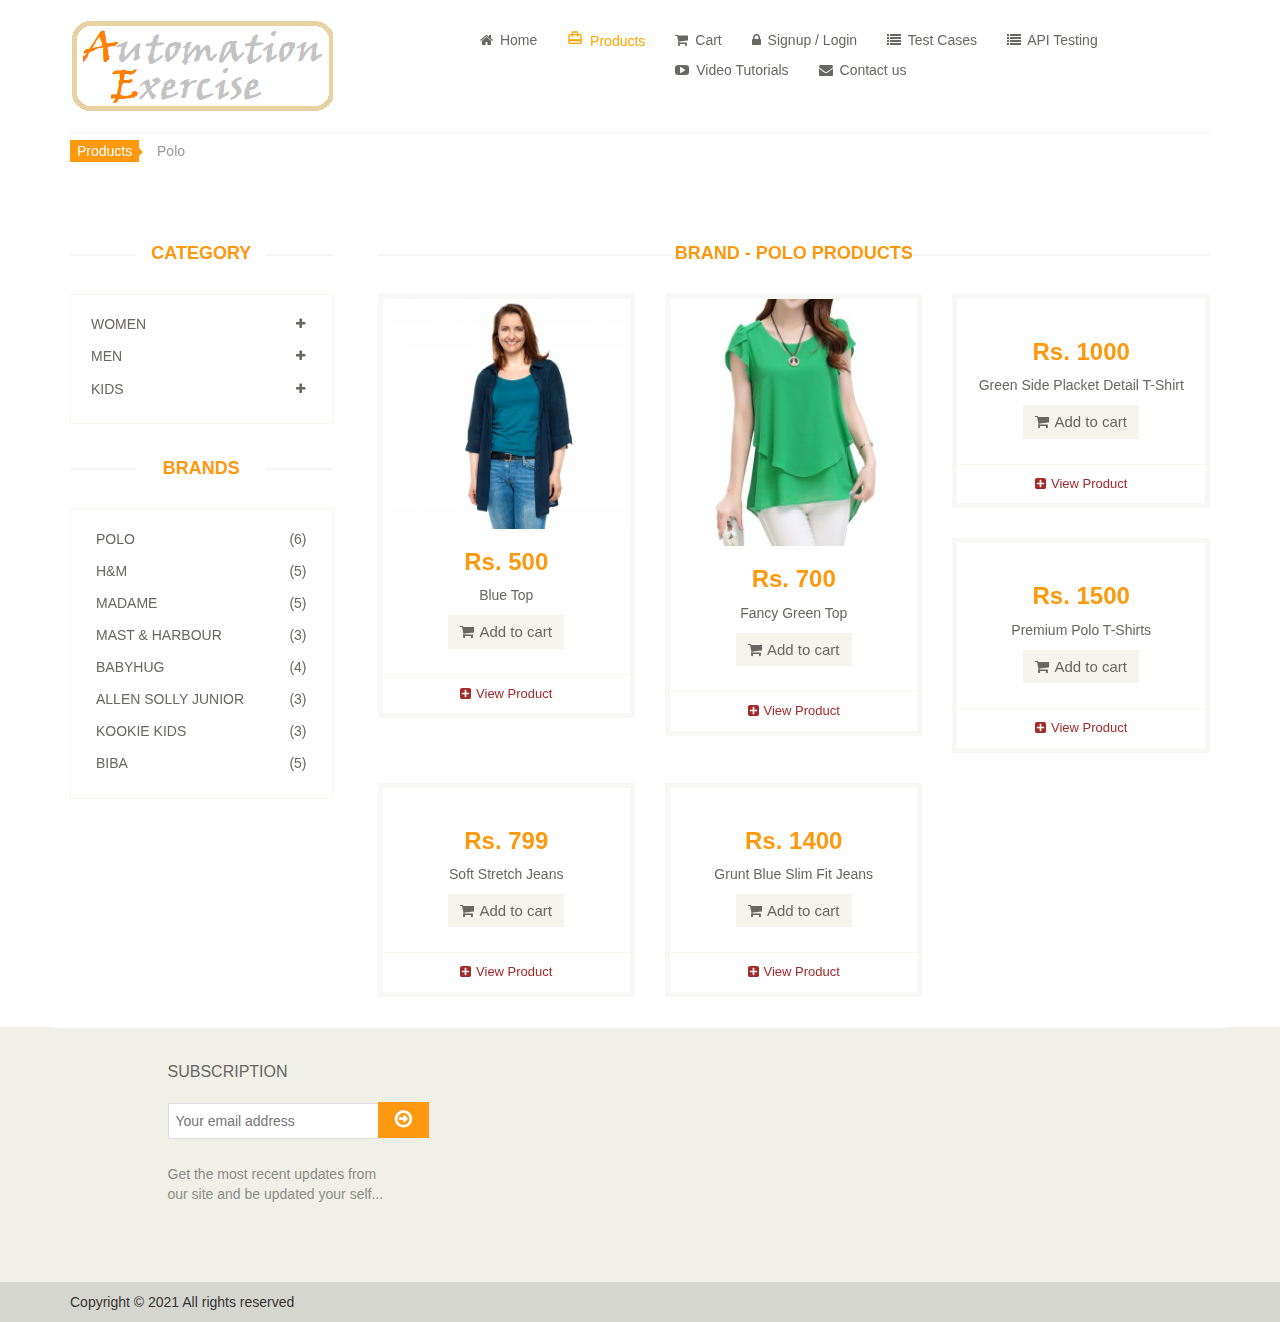 Automation
Exercise
Home
Products
Cart
Signup / Login
Test Cases
API Testing
Video Tutorials
Contact us
Products
Polo
CATEGORY
WOMEN
MEN
KIDS
BRANDS
POLO (6)
H&M (5)
MADAME (5)
MAST & HARBOUR (3)
BABYHUG (4)
ALLEN SOLLY JUNIOR (3)
KOOKIE KIDS (3)
BIBA (5)
BRAND - POLO PRODUCTS
Rs. 500
Blue Top
Add to cart
View Product
Rs. 700
Fancy Green Top
Add to cart
View Product
Rs. 1000
Green Side Placket Detail T-Shirt
Add to cart
View Product
Rs. 1500
Premium Polo T-Shirts
Add to cart
View Product
Rs. 799
Soft Stretch Jeans
Add to cart
View Product
Rs. 1400
Grunt Blue Slim Fit Jeans
Add to cart
View Product
SUBSCRIPTION
Your email address
Get the most recent updates from
our site and be updated your self...
Copyright © 2021 All rights reserved